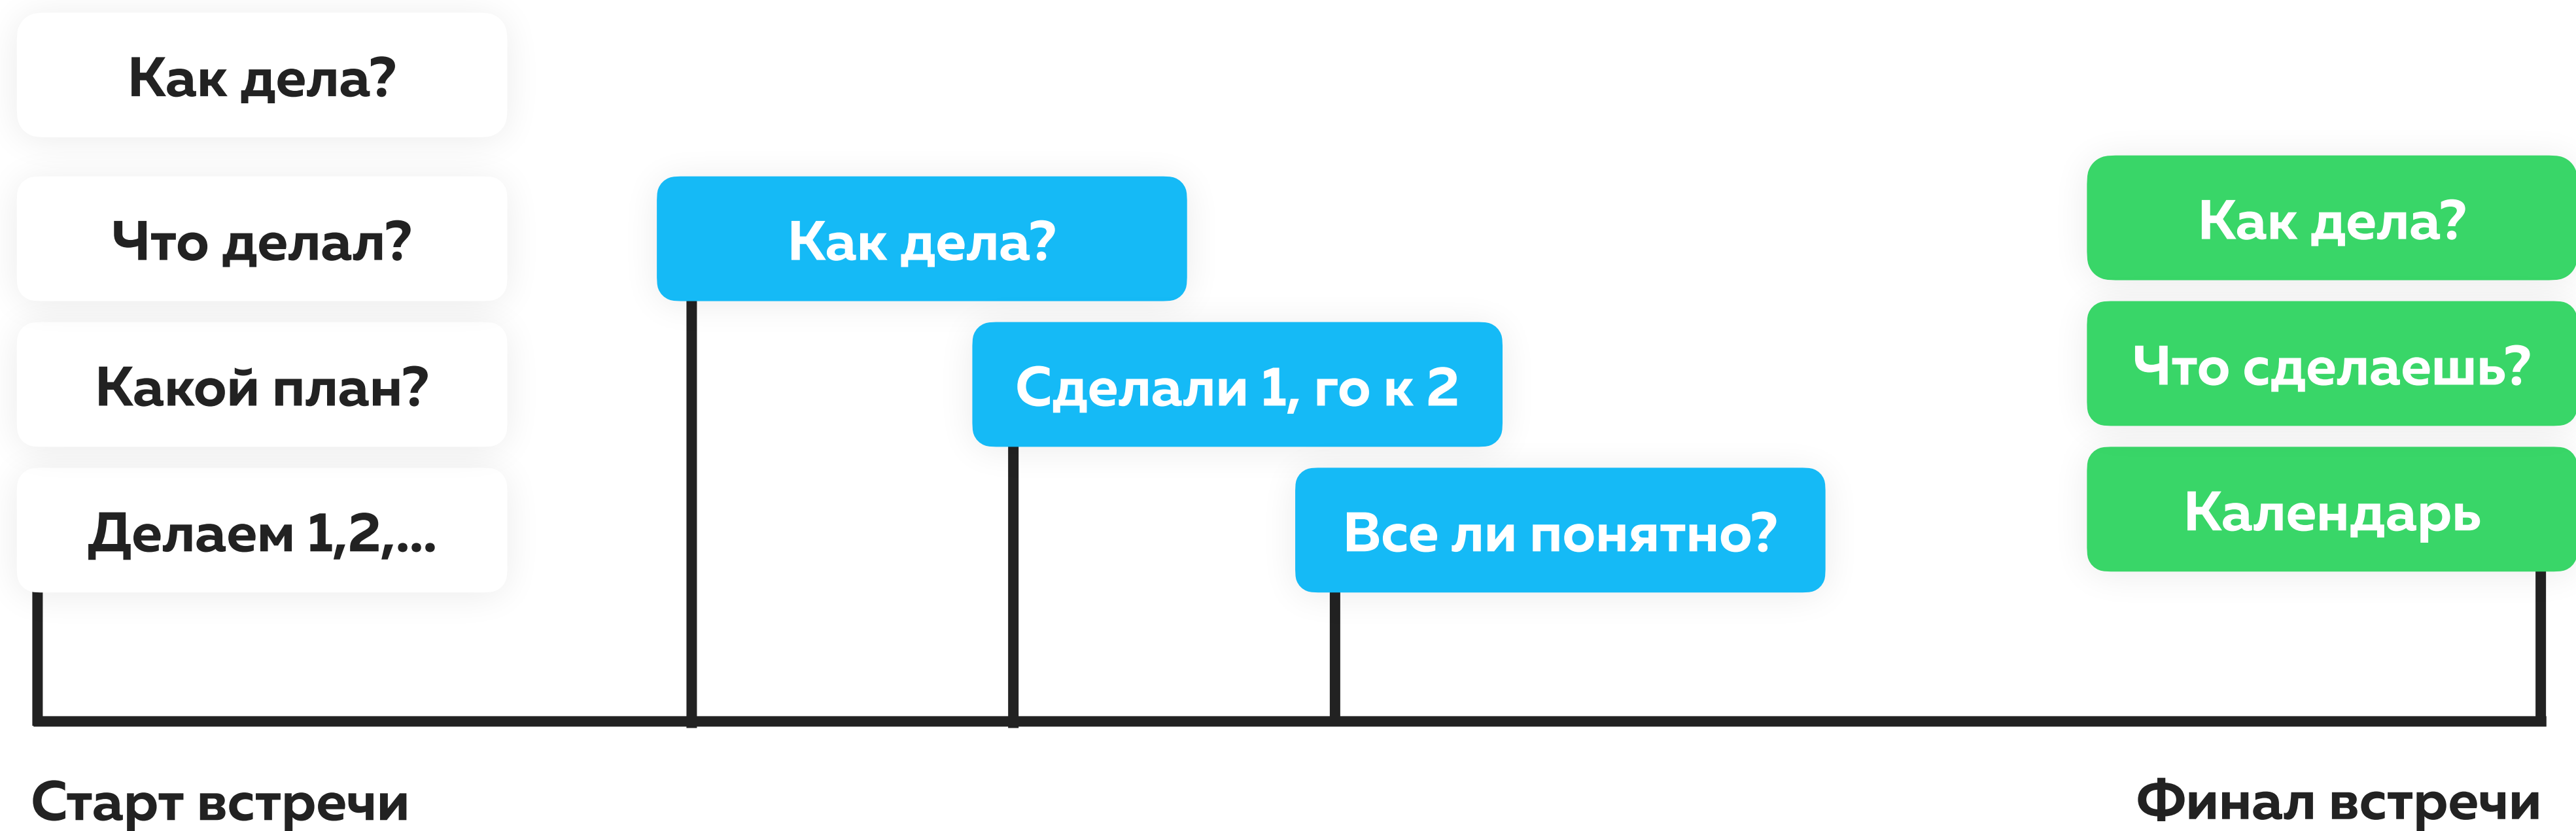 Как дела?
Что делал?
Какой план?
Делаем 1,2,...
Как дела?
Сделали 1, го к 2
Все ли понятно?
Как дела?
Что сделаешь?
Календарь
Старт встречи
Финал встречи